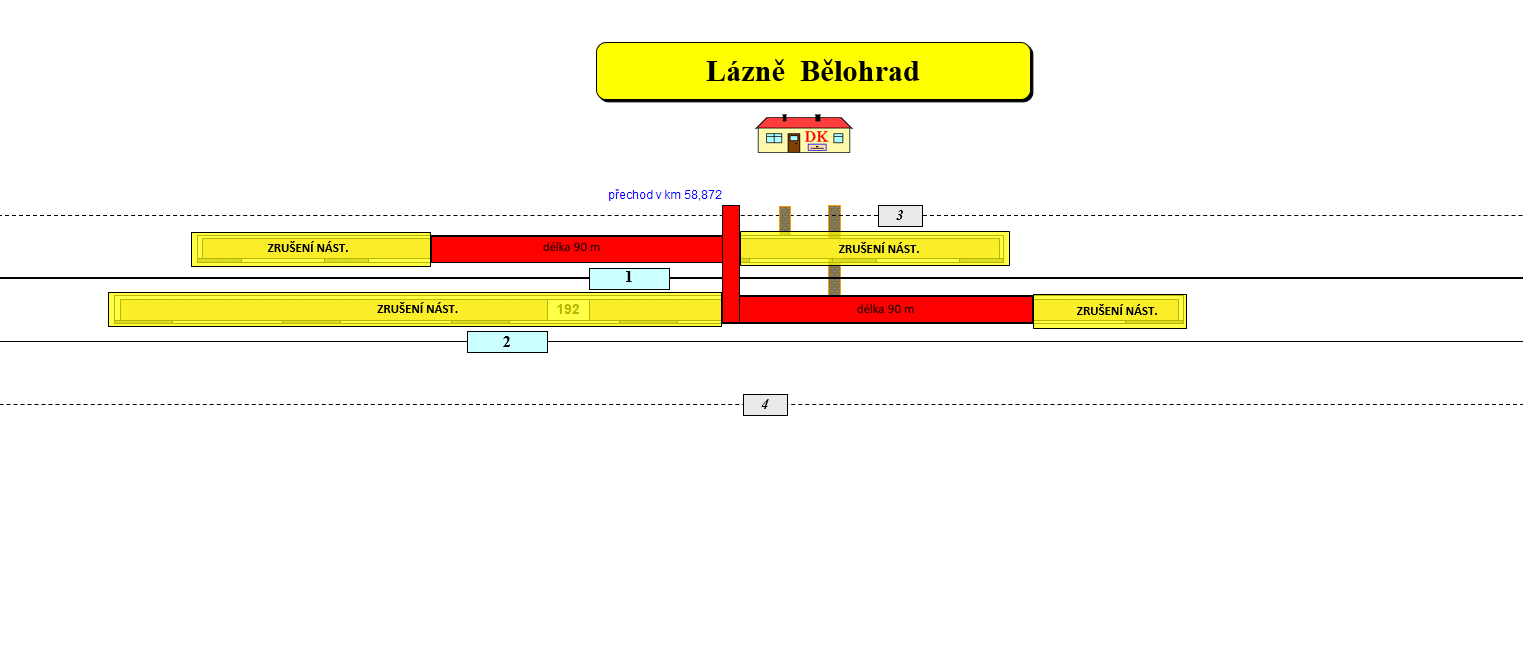 Lázně Bělohrad
DK
přechod v km 58,872
3
ZRUŠENÍ NÁST.
délka 90 m
ZRUŠENÍ NÁST.
1
ZRUŠENÍ NÁST.
192
délka 90 m
ZRUŠENÍ NÁST.
2
4